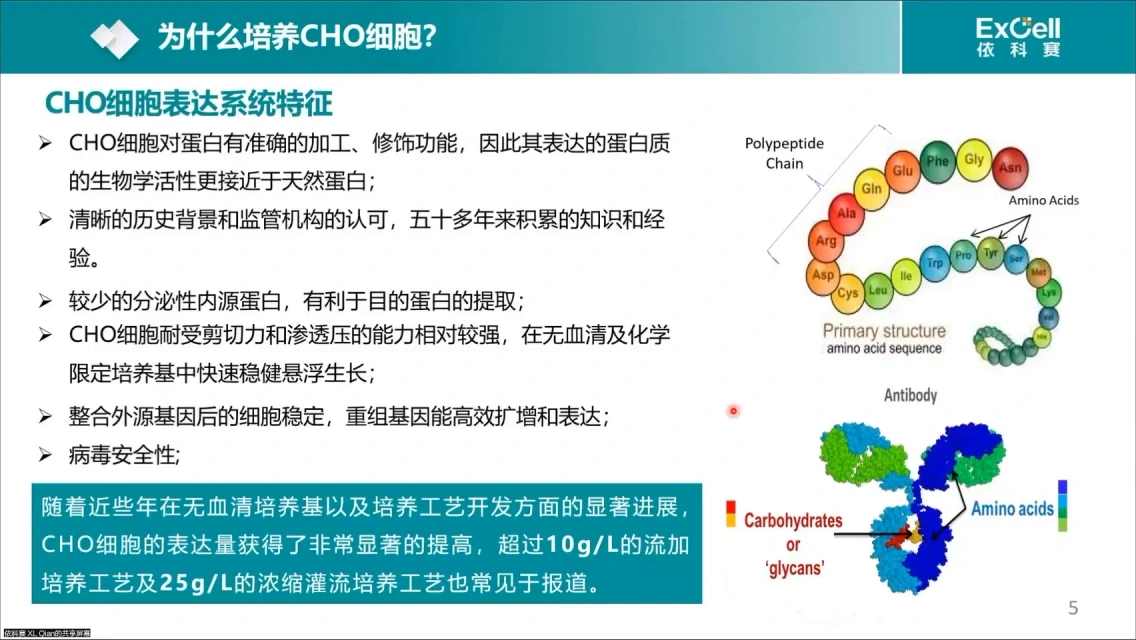 为什么培养CHO细胞？
ExCell
依科赛
CHO细胞表达系统特征
➢ CHO细胞对蛋白有准确的加工、修饰功能，因此其表达的蛋白质
的生物学活性更接近于天然蛋白；
➢ 清晰的历史背景和监管机构的认可，五十多年来积累的知识和经
验。
➢ 较少的分泌性内源蛋白，有利于目的蛋白的提取；
➢ CHO细胞耐受剪切力和渗透压的能力相对较强，在无血清及化学
限定培养基中快速稳健悬浮生长；
➢ 整合外源基因后的细胞稳定，重组基因能高效扩增和表达；
➢ 病毒安全性;
随着近些年在无血清培养基以及培养工艺开发方面的显著进展，
CHO细胞的表达量获得了非常显著的提高，超过10g/L的流加
培养工艺及25g/L的浓缩灌流培养工艺也常见于报道。
Polypeptide
Chain
Asn
Gly
Phe
Glu
Gln
Ala
Arg
Asp
Cys
Leu
Ile
Trp
Pro
Tyr
Ser
Met
Lys
Val
His
Amino Acids
Primary structure
amino acid sequence
Antibody
Carbohydrates
or
‘glycans’
Amino acids
5
依科赛 XL Qian的共享屏幕